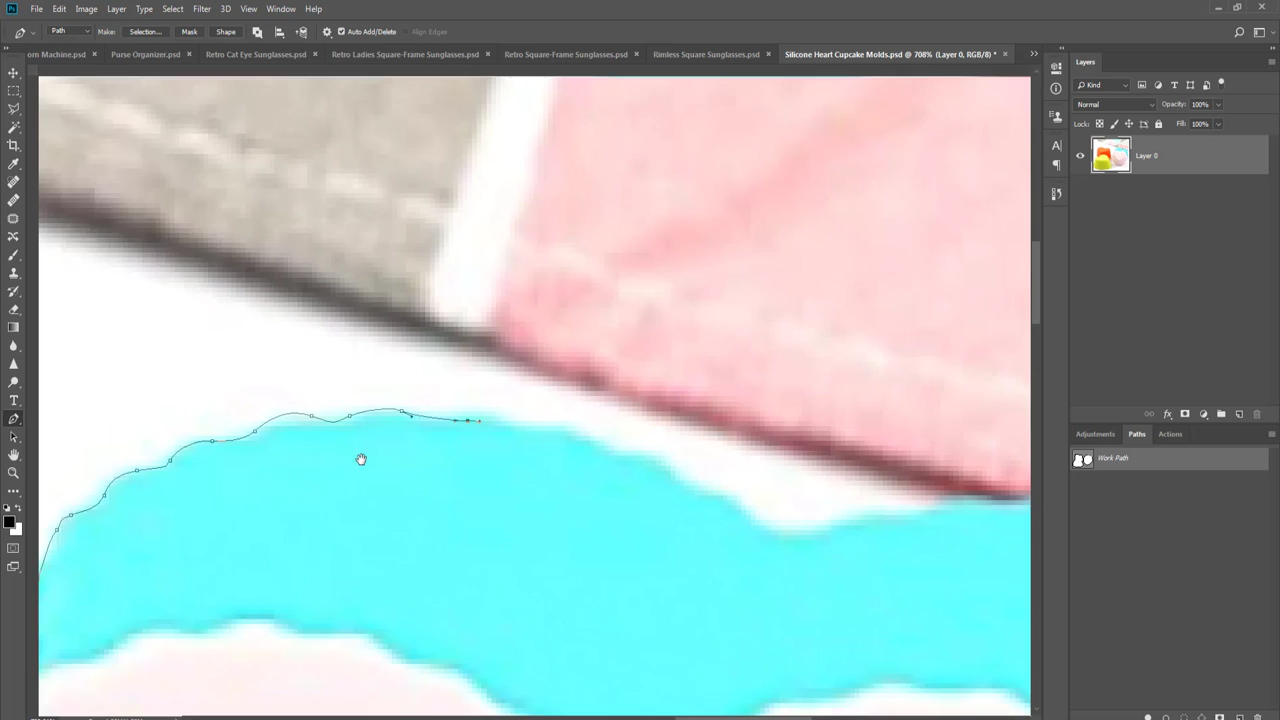 File Edit Image Layer Type Select Filter 3D View Window Help
Path Make: Selection... Mask Shape Auto Add/Delete Align Edges
orn Machine.psd Purse Organizer.psd Retro Cat Eye Sunglasses.psd Retro Ladies Square-Frame Sunglasses.psd Retro Square-Frame Sunglasses.psd Rimless Square Sunglasses.psd Silicone Heart Cupcake Molds.psd @ 708% (Layer 0, RGB/8) *
Layers
Kind
Normal Opacity: 100%
Lock: Fill: 100%
Layer 0
Adjustments Paths Actions
Work Path